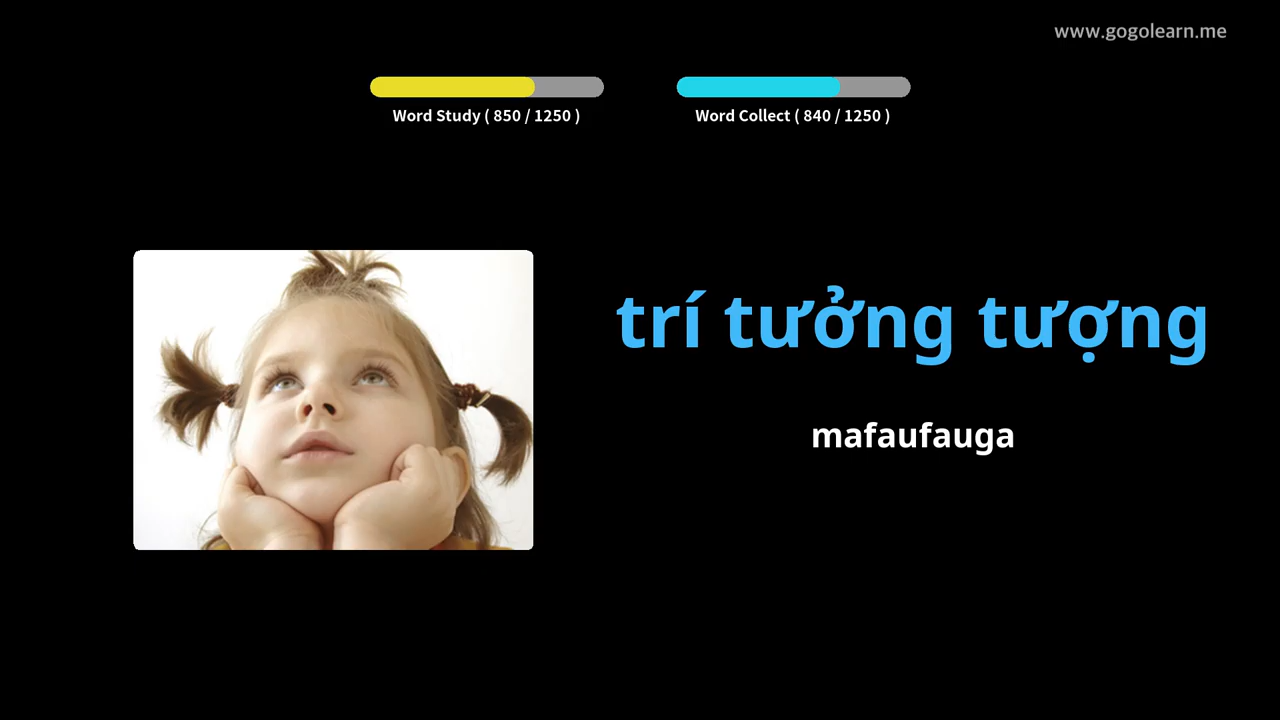 www.gogolearn.me
Word Study ( 850 / 1250 )
Word Collect ( 840 / 1250 )
trí tưởng tượng
mafaufauga